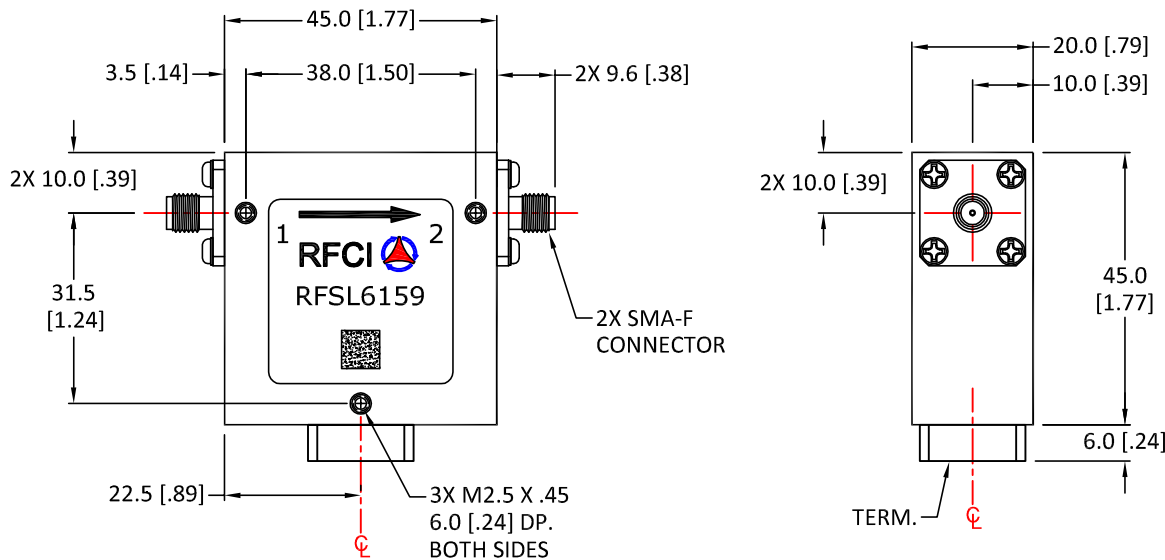 45.0 [1.77]
3.5 [.14]
38.0 [1.50]
2X 9.6 [.38]
2X 10.0 [.39]
1
2
RFCI
RFSL6159
31.5
[1.24]
2X SMA-F
CONNECTOR
22.5 [.89]
3X M2.5 X .45
6.0 [.24] DP.
BOTH SIDES
℄
20.0 [.79]
10.0 [.39]
2X 10.0 [.39]
45.0
[1.77]
6.0 [.24]
TERM.
℄